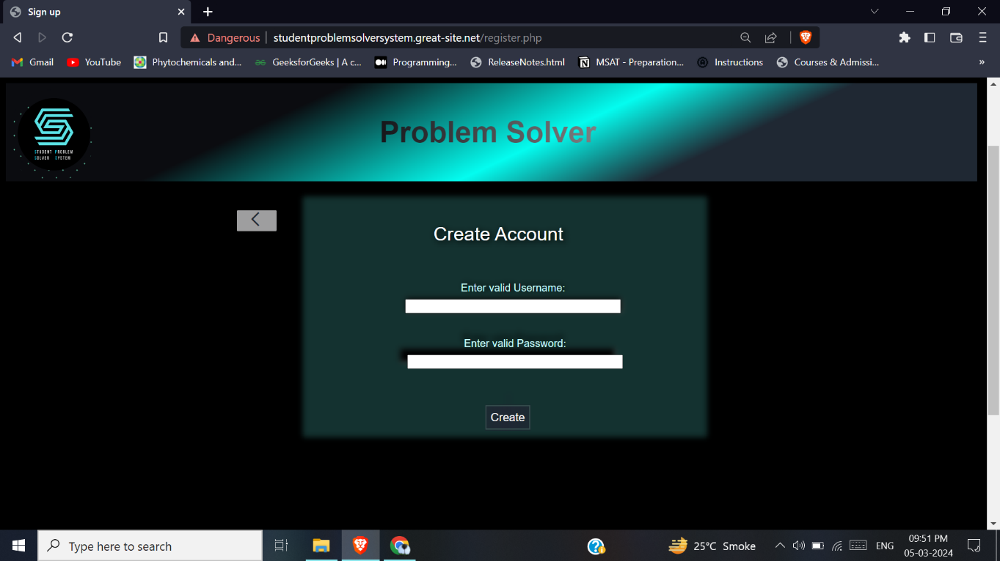 Sign up
Dangerous studentproblemsolversystem.great-site.net/register.php
Gmail YouTube Phytochemicals and... GeeksforGeeks | A c... Programming... ReleaseNotes.html MSAT - Preparation... Instructions Courses & Admissi... »
Problem Solver
STUDENT PROBLEM
SOLVER SYSTEM
Create Account
Enter valid Username:
Enter valid Password:
Create
Type here to search
25°C Smoke
ENG
09:51 PM
05-03-2024